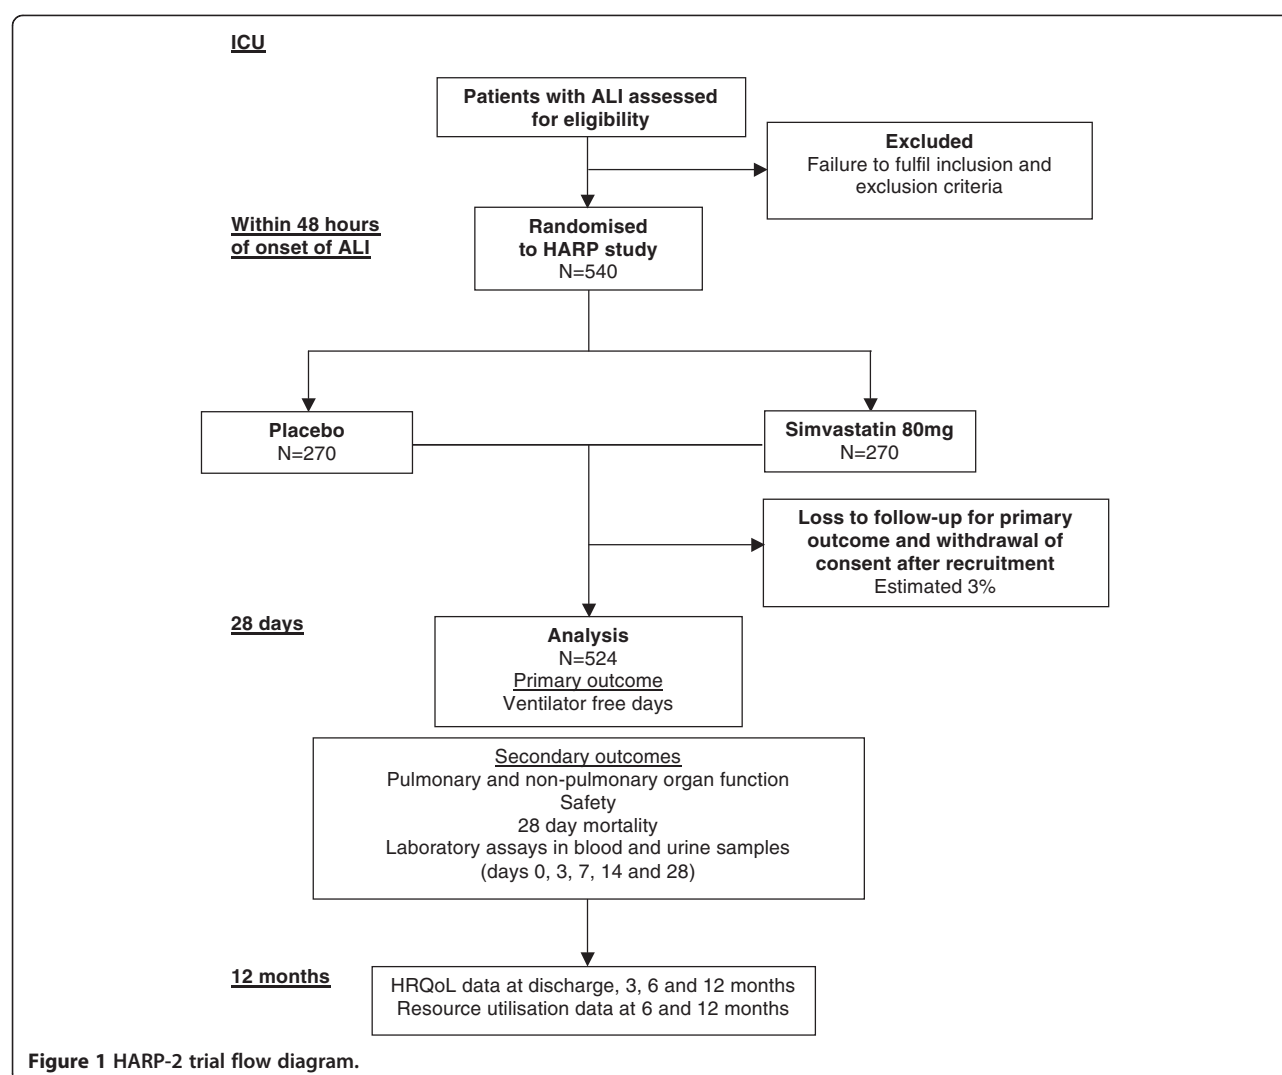 ICU
Patients with ALI assessed
for eligibility
Excluded
Failure to fulfil inclusion and
exclusion criteria
Within 48 hours
of onset of ALI
Randomised
to HARP study
N=540
Placebo
N=270
Simvastatin 80mg
N=270
Loss to follow-up for primary
outcome and withdrawal of
consent after recruitment
Estimated 3%
28 days
Analysis
N=524
Primary outcome
Ventilator free days
Secondary outcomes
Pulmonary and non-pulmonary organ function
Safety
28 day mortality
Laboratory assays in blood and urine samples
(days 0, 3, 7, 14 and 28)
12 months
HRQoL data at discharge, 3, 6 and 12 months
Resource utilisation data at 6 and 12 months
Figure 1 HARP-2 trial flow diagram.